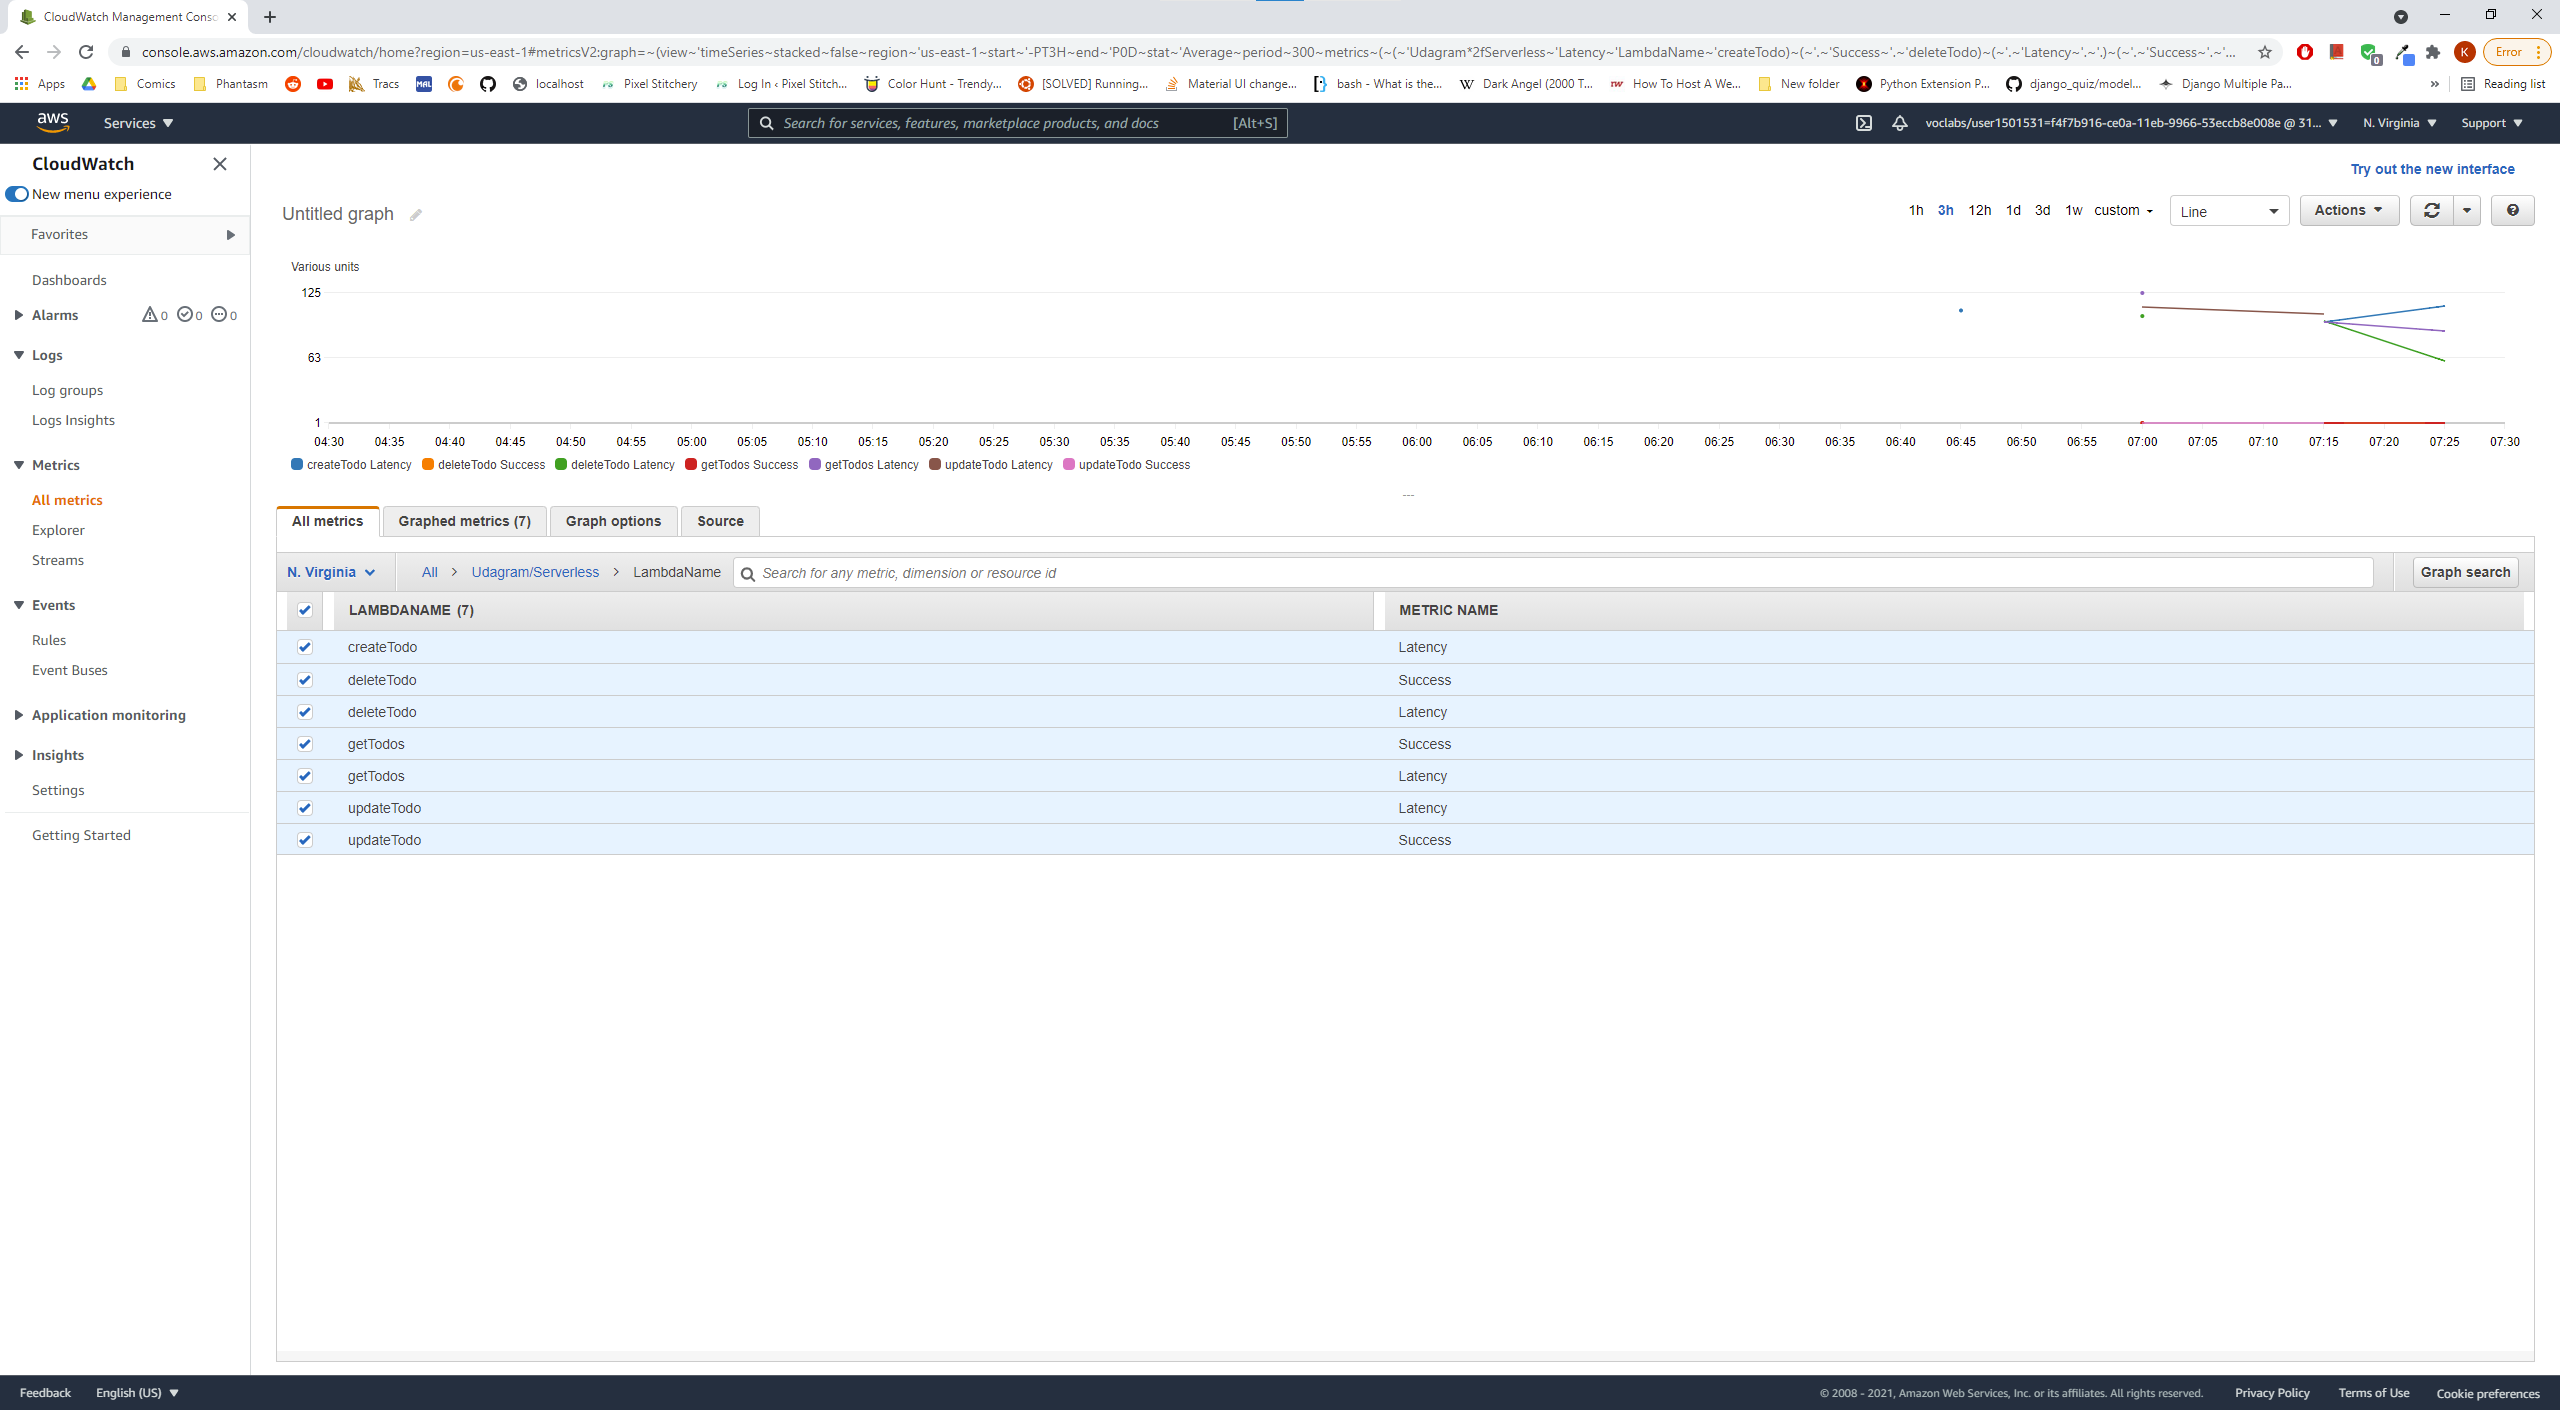 CloudWatch Management Conso
console.aws.amazon.com/cloudwatch/home?region=us-east-1#metricsV2:graph=~(view~'timeSeries~stacked~false~region~'us-east-1~start~'-PT3H~end~'P0D~stat~'Average~period~300~metrics~(~(~'Udagram*2fServerless~'Latency~'LambdaName~'createTodo)~(~'.~'Success~'.~'deleteTodo)~(~'.~'Latency~'.~'.)~(~'.~'Success~'.~'...
0
K
Error
Apps Comics Phantasm Tracs MAL localhost Pixel Stitchery Log In ‹ Pixel Stitch... Color Hunt - Trendy... [SOLVED] Running... Material UI change... bash - What is the... W Dark Angel (2000 T... rw How To Host A We... New folder Python Extension P... django_quiz/model... Django Multiple Pa... » Reading list
aws Services Search for services, features, marketplace products, and docs [Alt+S] voclabs/user1501531=f4f7b916-ce0a-11eb-9966-53eccb8e008e @ 31... N. Virginia Support
CloudWatch
New menu experience
Favorites
Dashboards
Alarms 0 0 0
Logs
Log groups
Logs Insights
Metrics
All metrics
Explorer
Streams
Events
Rules
Event Buses
Application monitoring
Insights
Settings
Getting Started
Try out the new interface
Untitled graph
1h 3h 12h 1d 3d 1w custom Line Actions
Various units
125
63
1
04:30 04:35 04:40 04:45 04:50 04:55 05:00 05:05 05:10 05:15 05:20 05:25 05:30 05:35 05:40 05:45 05:50 05:55 06:00 06:05 06:10 06:15 06:20 06:25 06:30 06:35 06:40 06:45 06:50 06:55 07:00 07:05 07:10 07:15 07:20 07:25 07:30
createTodo Latency deleteTodo Success deleteTodo Latency getTodos Success getTodos Latency updateTodo Latency updateTodo Success
All metrics Graphed metrics (7) Graph options Source
N. Virginia All > Udagram/Serverless > LambdaName Search for any metric, dimension or resource id Graph search
LAMBDANAME (7) METRIC NAME
createTodo Latency
deleteTodo Success
deleteTodo Latency
getTodos Success
getTodos Latency
updateTodo Latency
updateTodo Success
Feedback English (US) © 2008 - 2021, Amazon Web Services, Inc. or its affiliates. All rights reserved. Privacy Policy Terms of Use Cookie preferences